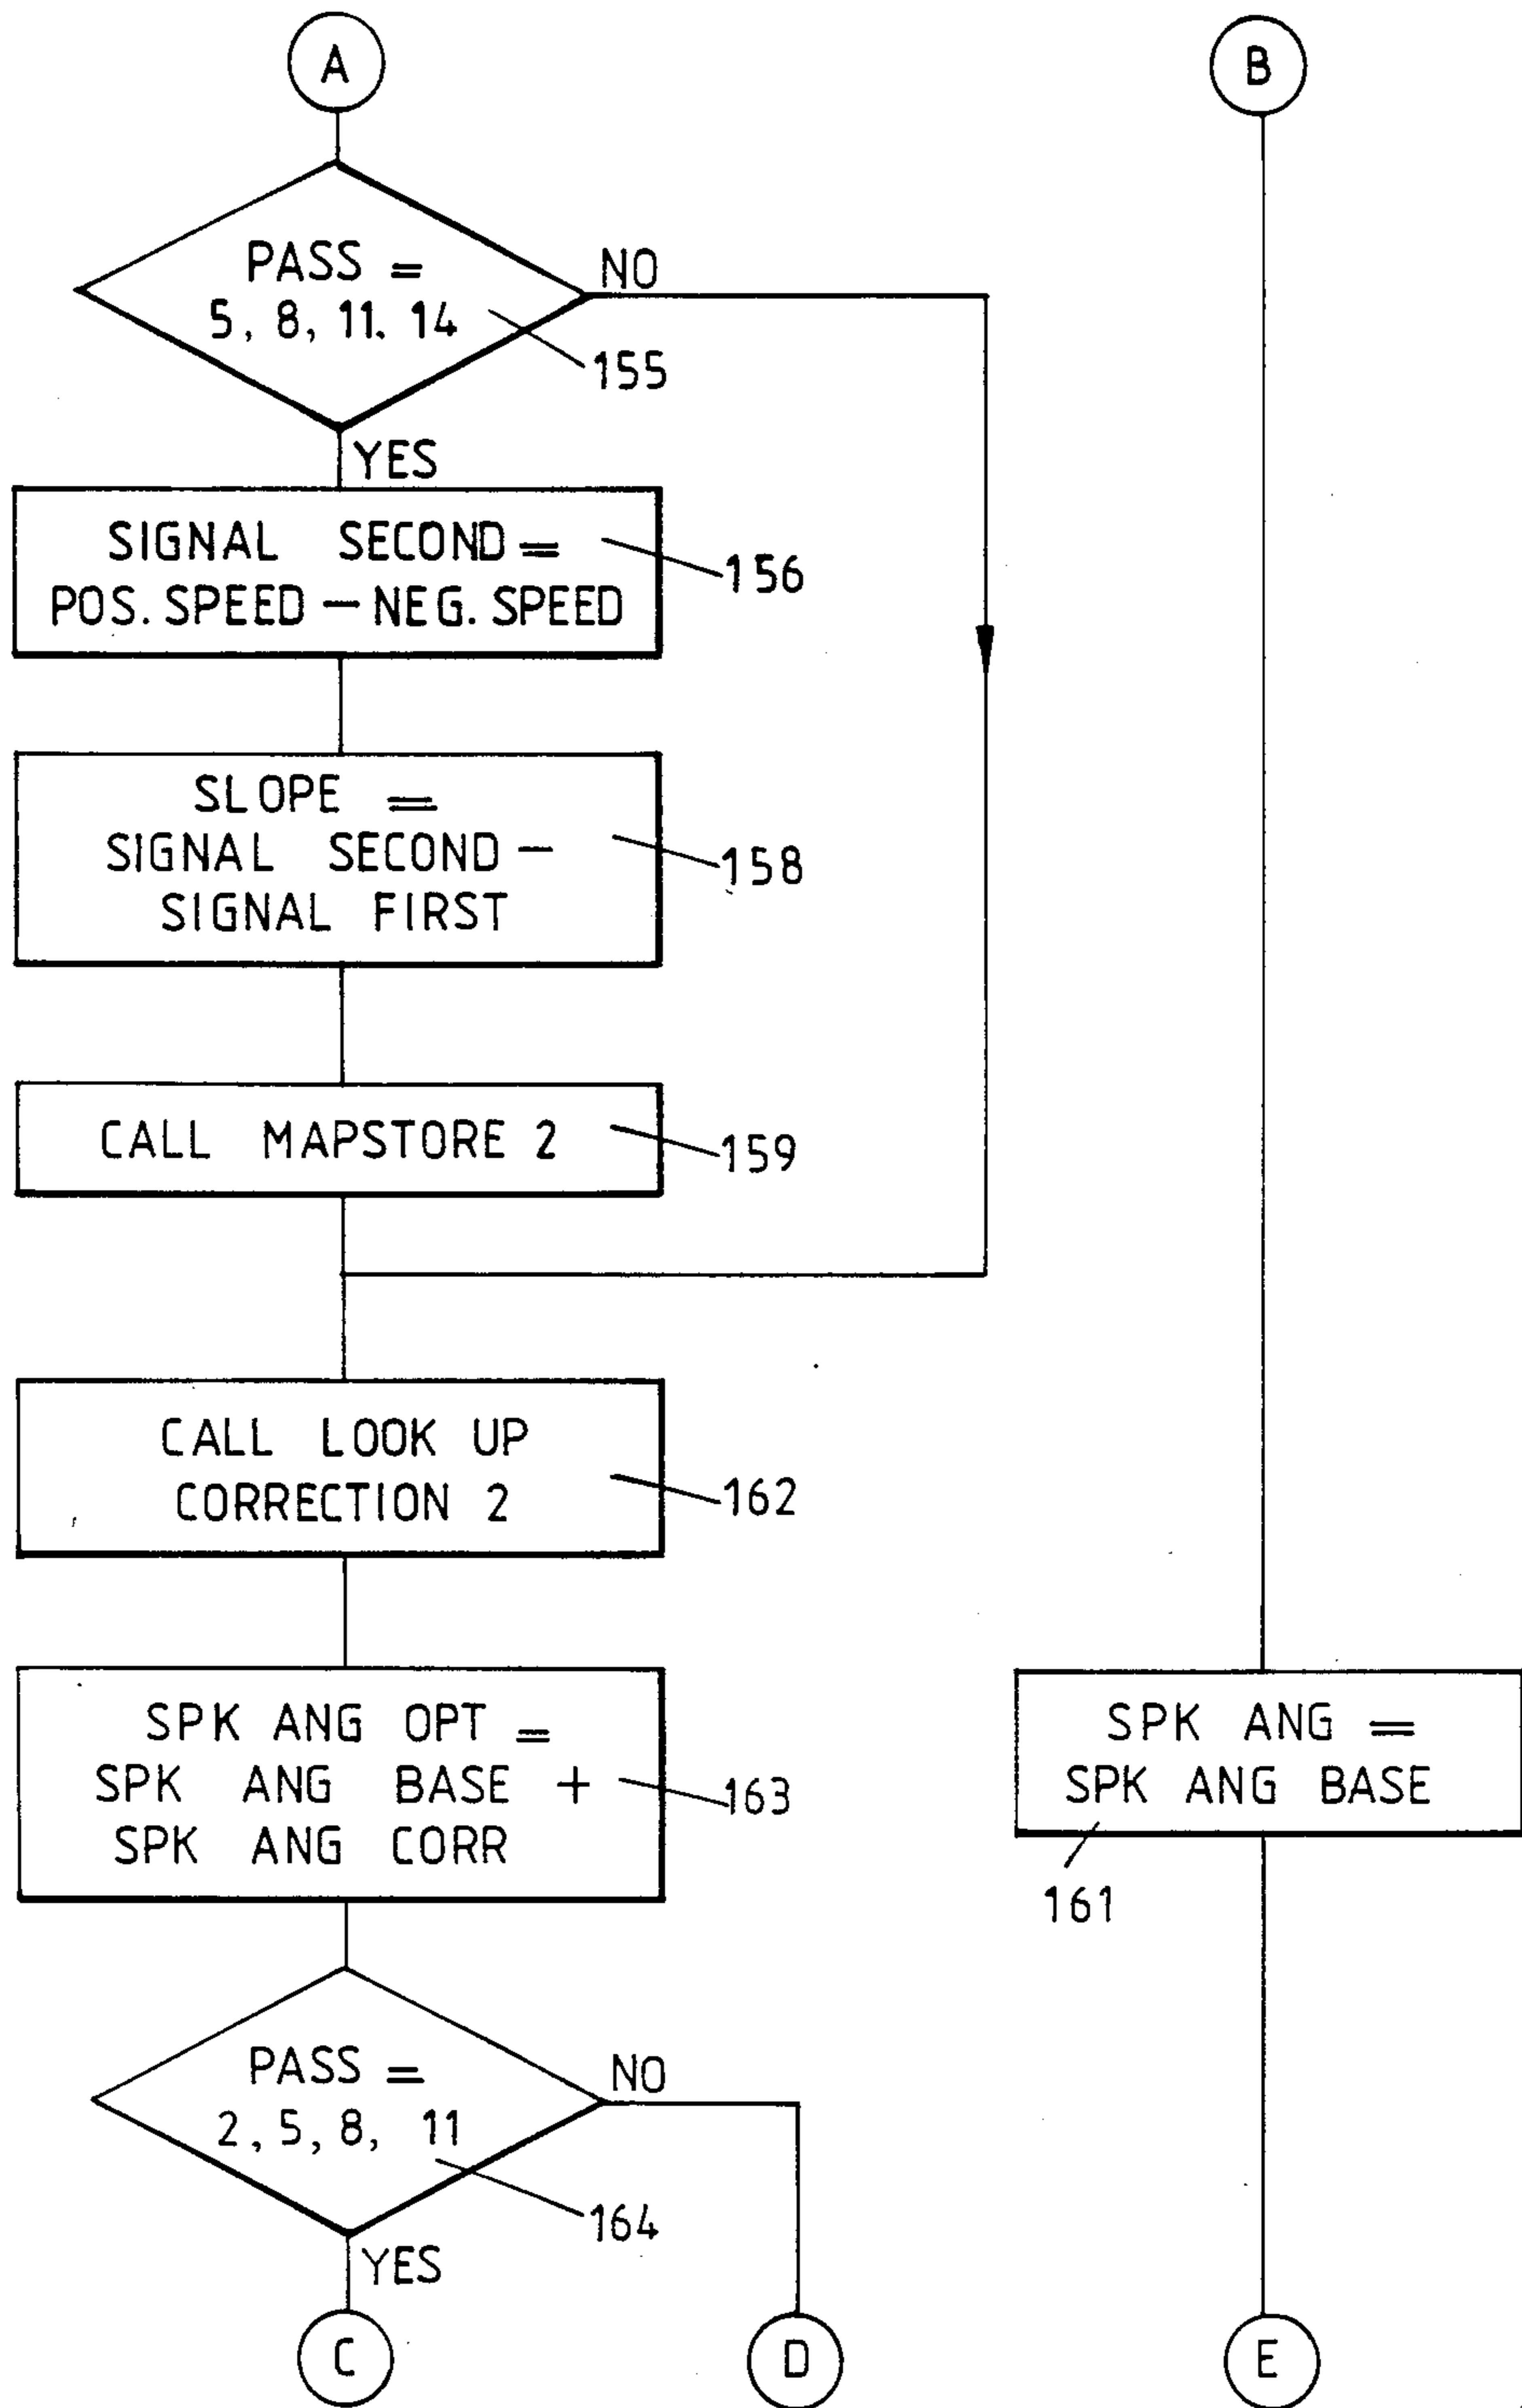 A
B
PASS =
5, 8, 11. 14
NO
155
YES
SIGNAL SECOND =
POS. SPEED – NEG. SPEED
156
SLOPE =
SIGNAL SECOND –
SIGNAL FIRST
158
CALL MAPSTORE 2
159
CALL LOOK UP
CORRECTION 2
162
SPK ANG OPT =
SPK ANG BASE +
SPK ANG CORR
163
SPK ANG =
SPK ANG BASE
161
PASS =
2, 5, 8, 11
NO
164
YES
C
D
E